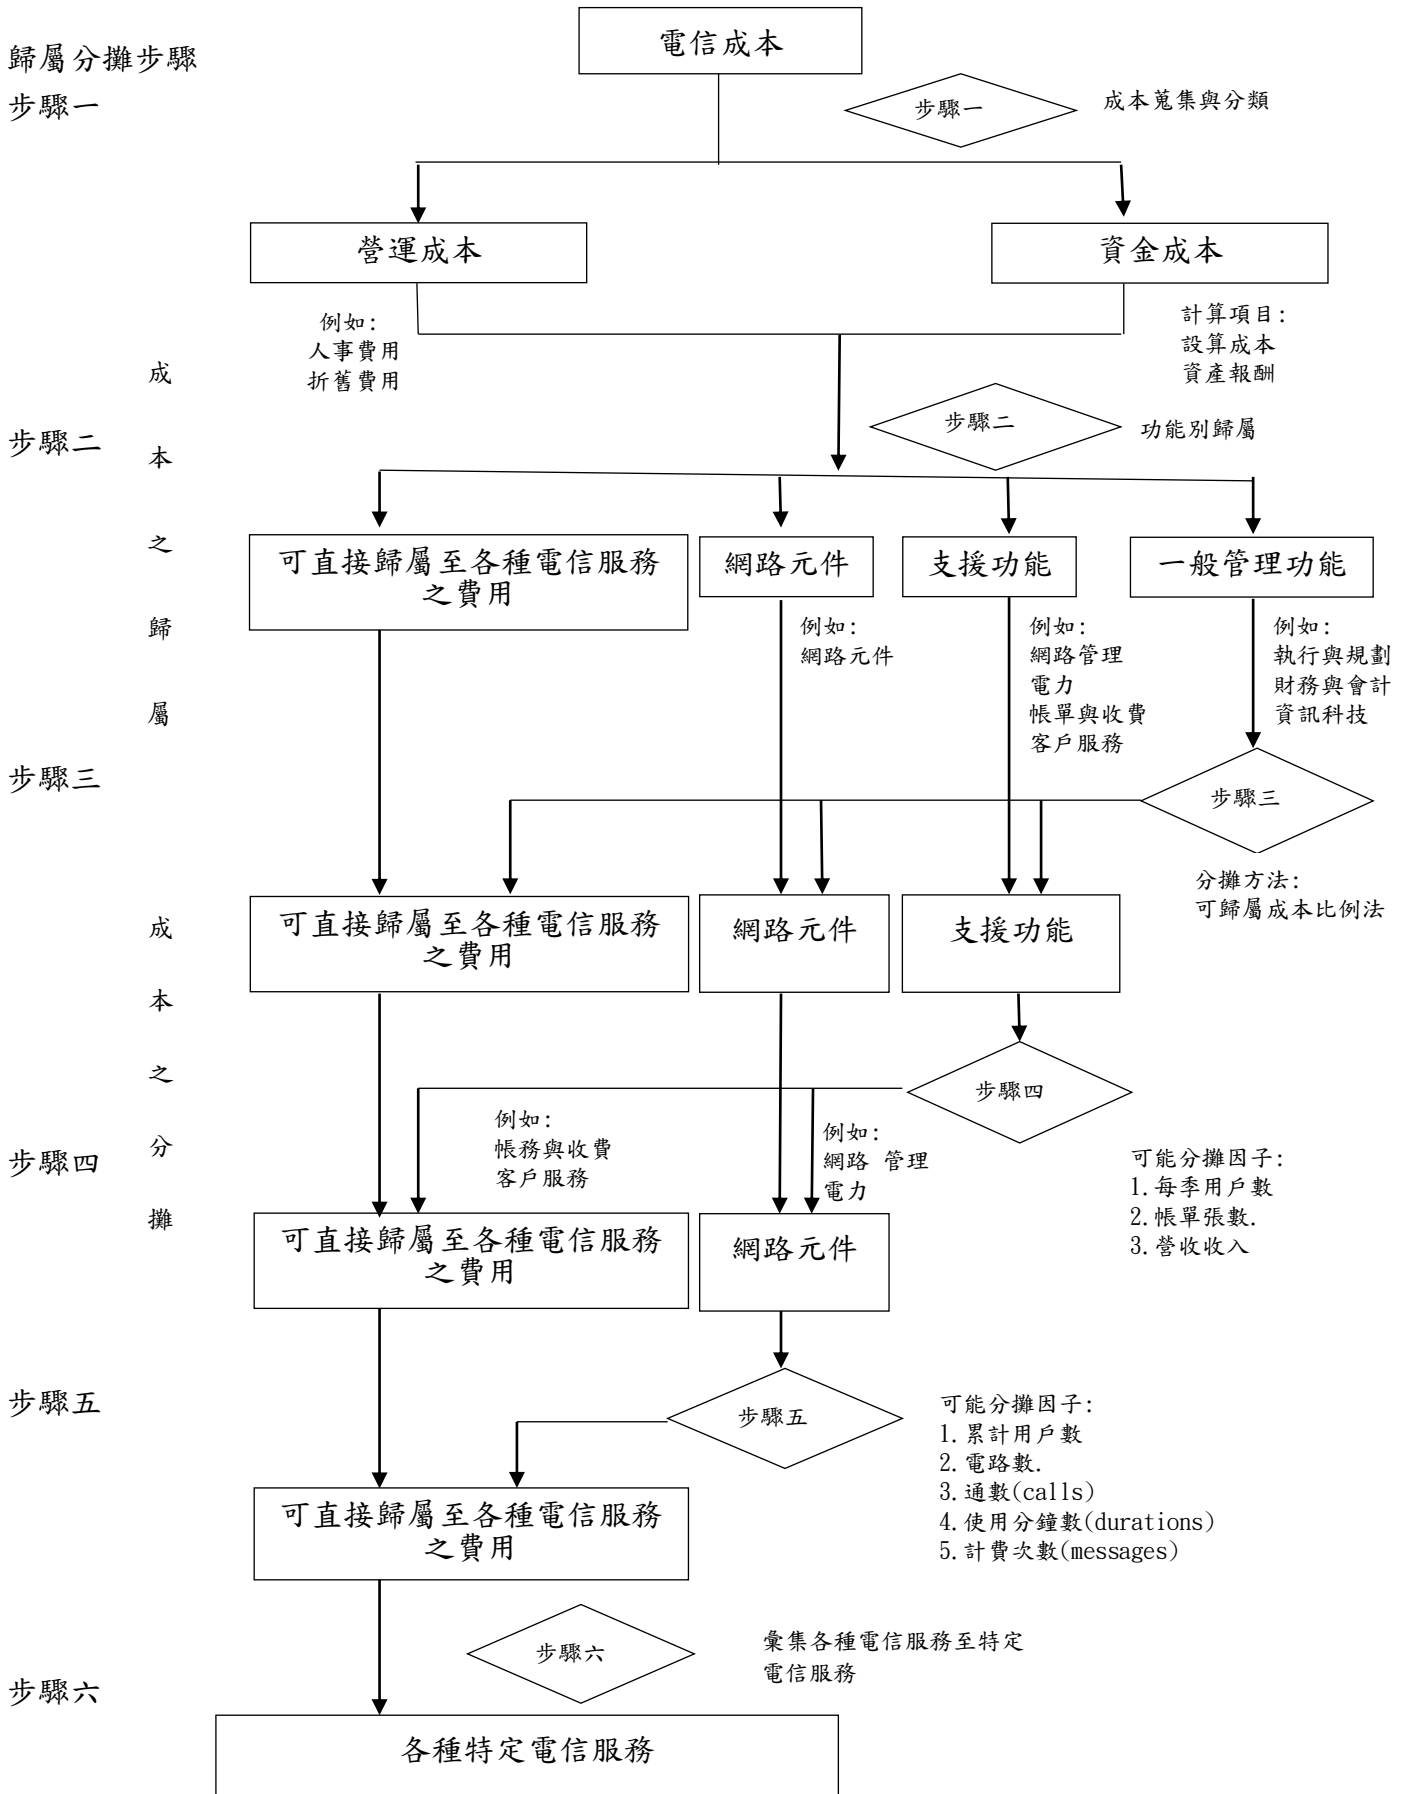 電信成本
歸屬分攤步驟
步驟一
步驟一
成本蒐集與分類
營運成本
資金成本
例如:
人事費用
折舊費用
計算項目:
設算成本
資產報酬
成
本
之
歸
屬
步驟二
步驟二
功能別歸屬
可直接歸屬至各種電信服務
之費用
網路元件
支援功能
一般管理功能
例如:
網路元件
例如:
網路管理
電力
帳單與收費
客戶服務
例如:
執行與規劃
財務與會計
資訊科技
步驟三
步驟三
分攤方法:
可歸屬成本比例法
可直接歸屬至各種電信服務
之費用
網路元件
支援功能
成
本
之
分
攤
步驟四
步驟四
例如:
帳務與收費
客戶服務
例如:
網路 管理
電力
可能分攤因子:
1.每季用戶數
2.帳單張數.
3.營收收入
可直接歸屬至各種電信服務
之費用
網路元件
步驟五
步驟五
可能分攤因子:
1.累計用戶數
2.電路數.
3.通數(calls)
4.使用分鐘數(durations)
5.計費次數(messages)
可直接歸屬至各種電信服務
之費用
步驟六
彙集各種電信服務至特定
電信服務
步驟六
各種特定電信服務